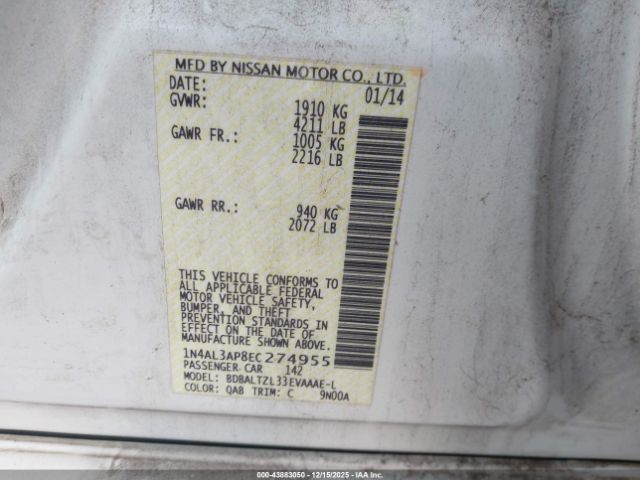 MFD BY NISSAN MOTOR CO., LTD.
DATE: 01/14
GVWR: 1910 KG
4211 LB
GAWR FR.: 1005 KG
2216 LB
GAWR RR.: 940 KG
2072 LB
THIS VEHICLE CONFORMS TO
ALL APPLICABLE FEDERAL
MOTOR VEHICLE SAFETY,
BUMPER, AND THEFT
PREVENTION STANDARDS IN
EFFECT ON THE DATE OF
MANUFACTURE SHOWN ABOVE.
1N4AL3AP8EC274955
PASSENGER CAR 142
MODEL: BDBALTZL33EVAAAE-L
COLOR: QAB TRIM: C 9N00A
000-43883050 - 12/15/2025 - IAAI.CA